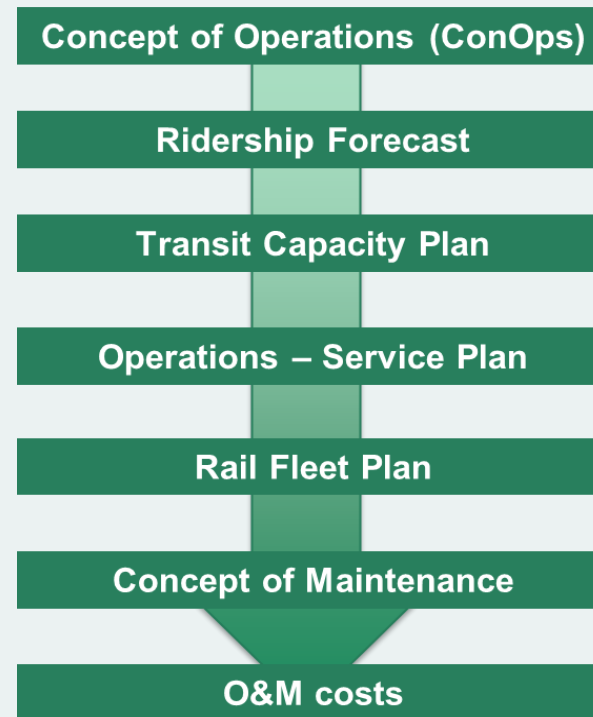 Concept of Operations (ConOps)
Ridership Forecast
Transit Capacity Plan
Operations – Service Plan
Rail Fleet Plan
Concept of Maintenance
O&M costs